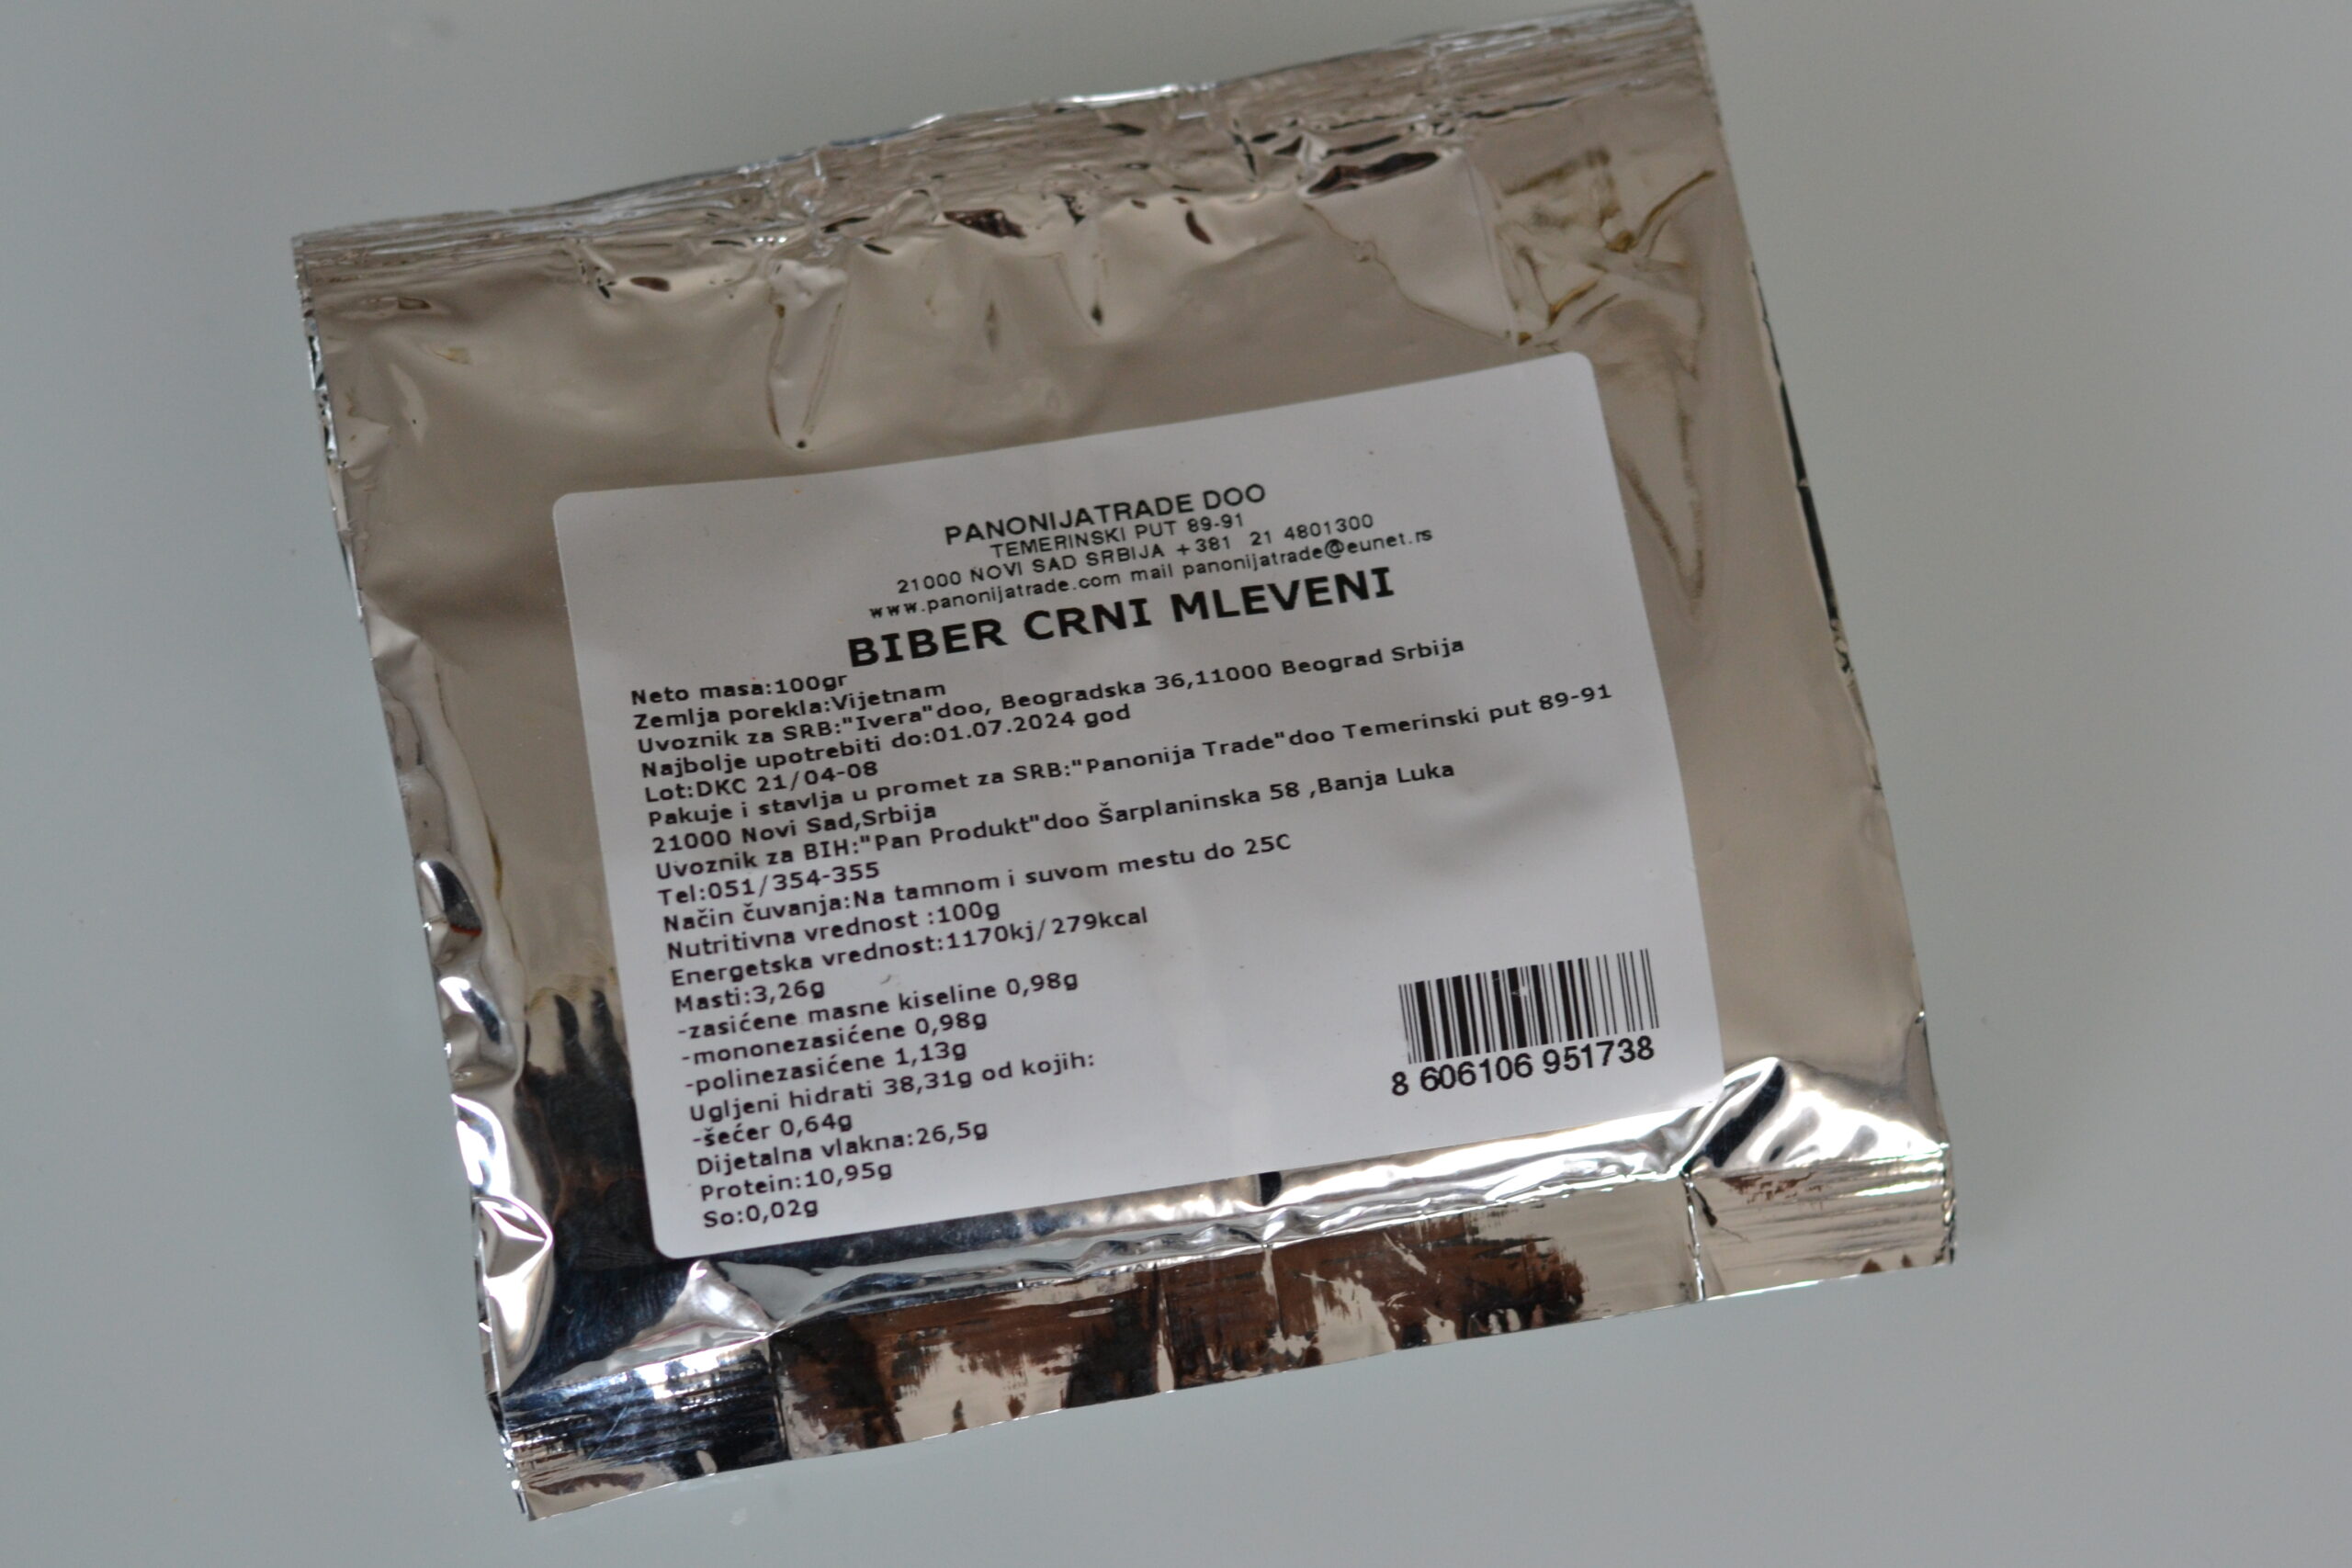 PANONIJATRADE DOO
TEMERINSKI PUT 89-91
21000 NOVI SAD SRBIJA +381 21 4801300
www.panonijatrade.com mail panonijatrade@eunet.rs
BIBER CRNI MLEVENI
Neto masa:100gr
Zemlja porekla:Vijetnam
Uvoznik za SRB:"Ivera"doo, Beogradska 36,11000 Beograd Srbija
Najbolje upotrebiti do:01.07.2024 god
Lot:DKC 21/04-08
Pakuje i stavlja u promet za SRB:"Panonija Trade"doo Temerinski put 89-91
21000 Novi Sad,Srbija
Uvoznik za BIH:"Pan Produkt"doo Šarplaninska 58 ,Banja Luka
Tel:051/354-355
Način čuvanja:Na tamnom i suvom mestu do 25C
Nutritivna vrednost :100g
Energetska vrednost:1170kj/279kcal
Masti:3,26g
-zasićene masne kiseline 0,98g
-mononezasićene 0,98g
-polinezasićene 1,13g
Ugljeni hidrati 38,31g od kojih:
-šećer 0,64g
Dijetalna vlakna:26,5g
Protein:10,95g
So:0,02g
8 606106 951738